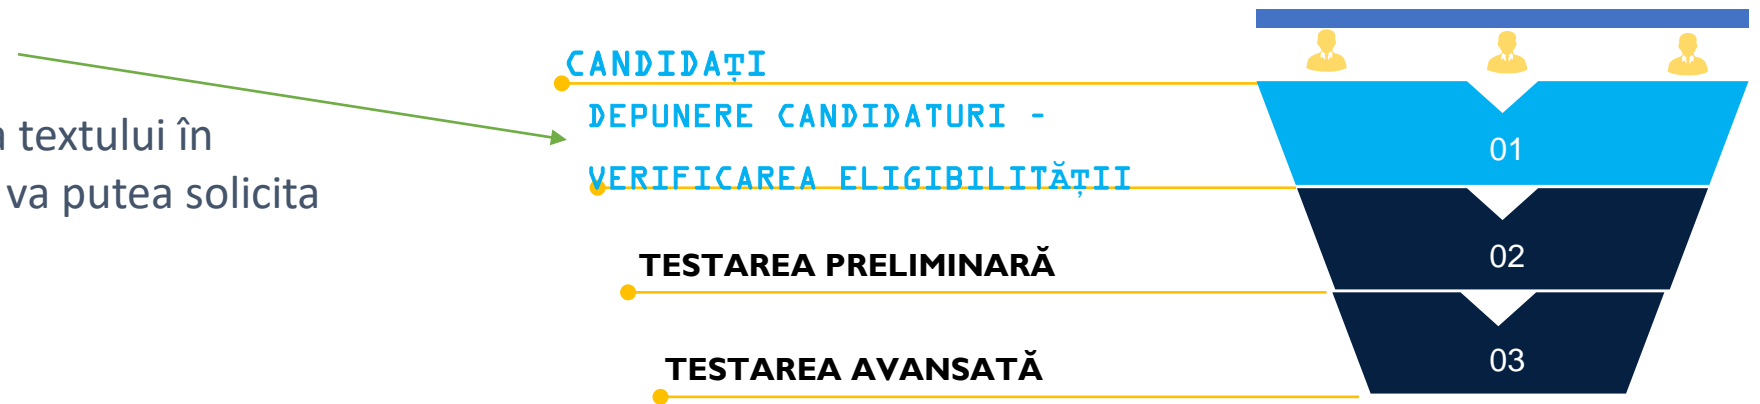 a textului în
va putea solicita
CANDIDAȚI
DEPUNERE CANDIDATURI -
VERIFICAREA ELIGIBILITĂȚII
TESTAREA PRELIMINARĂ
TESTAREA AVANSATĂ
01
02
03